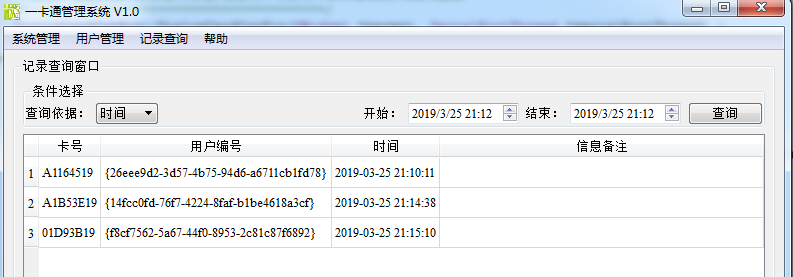 一卡通管理系统 V1.0
系统管理 用户管理 记录查询 帮助
记录查询窗口
条件选择
查询依据： 时间 开始： 2019/3/25 21:12 结束： 2019/3/25 21:12 查询
卡号 用户编号 时间 信息备注
1 A1164519 {26eee9d2-3d57-4b75-94d6-a6711cb1fd78} 2019-03-25 21:10:11
2 A1B53E19 {14fcc0fd-76f7-4224-8faf-b1be4618a3cf} 2019-03-25 21:14:38
3 01D93B19 {f8cf7562-5a67-44f0-8953-2c81c87f6892} 2019-03-25 21:15:10